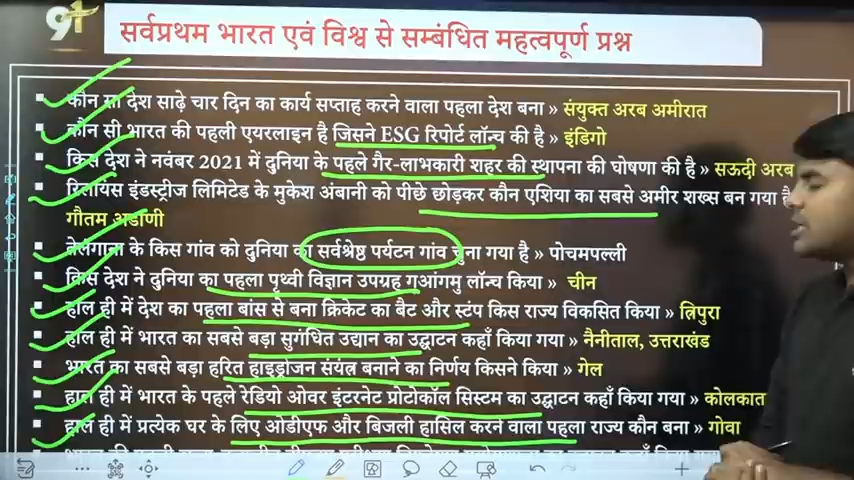 सर्वप्रथम भारत एवं विश्व से सम्बंधित महत्वपूर्ण प्रश्न
कौन सा देश साढ़े चार दिन का कार्य सप्ताह करने वाला पहला देश बना » संयुक्त अरब अमीरात
कौन सी भारत की पहली एयरलाइन है जिसने ESG रिपोर्ट लॉन्च की है » इंडिगो
किस देश ने नवंबर 2021 में दुनिया के पहले गैर-लाभकारी शहर की स्थापना की घोषणा की है » सऊदी अरब
रिलायंस इंडस्ट्रीज लिमिटेड के मुकेश अंबानी को पीछे छोड़कर कौन एशिया का सबसे अमीर शख्स बन गया है
गौतम अडाणी
तेलंगाना के किस गांव को दुनिया का सर्वश्रेष्ठ पर्यटन गांव चुना गया है » पोचमपल्ली
किस देश ने दुनिया का पहला पृथ्वी विज्ञान उपग्रह गुआंगमु लॉन्च किया » चीन
हाल ही में देश का पहला बांस से बना क्रिकेट का बैट और स्टंप किस राज्य विकसित किया » त्रिपुरा
हाल ही में भारत का सबसे बड़ा सुगंधित उद्यान का उद्घाटन कहाँ किया गया » नैनीताल, उत्तराखंड
भारत का सबसे बड़ा हरित हाइड्रोजन संयंत्र बनाने का निर्णय किसने किया » गेल
हाल ही में भारत के पहले रेडियो ओवर इंटरनेट प्रोटोकॉल सिस्टम का उद्घाटन कहाँ किया गया » कोलकात
हाल ही में प्रत्येक घर के लिए ओडीएफ और बिजली हासिल करने वाला पहला राज्य कौन बना » गोवा